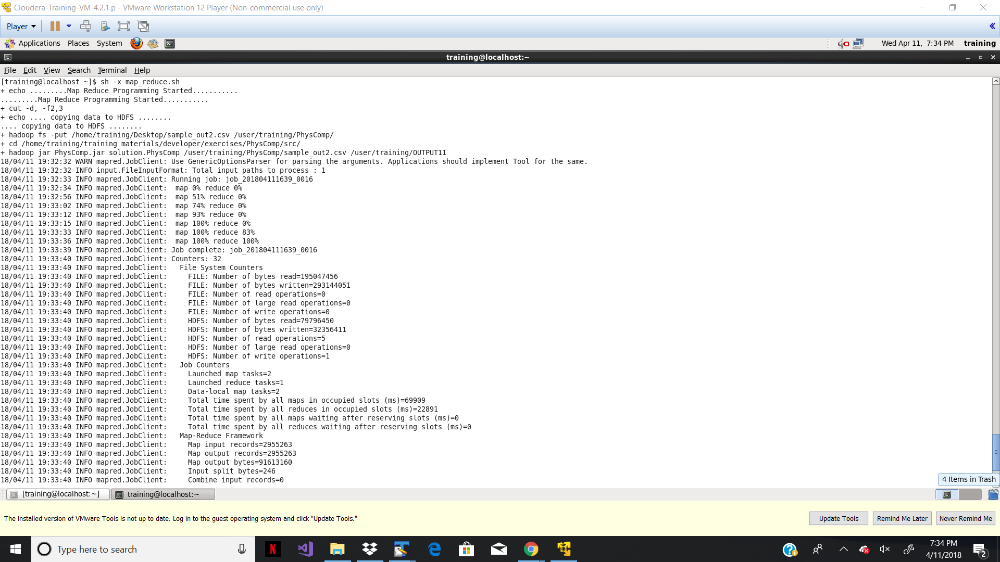 Cloudera-Training-VM-4.2.1.p - VMware Workstation 12 Player (Non-commercial use only)
Player
Applications Places System Wed Apr 11, 7:34 PM training
training@localhost:~
File Edit View Search Terminal Help
[training@localhost ~]$ sh -x map_reduce.sh
+ echo .........Map Reduce Programming Started...........
.........Map Reduce Programming Started...........
+ cut -d, -f2,3
+ echo .... copying data to HDFS ........
.... copying data to HDFS ........
+ hadoop fs -put /home/training/Desktop/sample_out2.csv /user/training/PhysComp/
+ cd /home/training/training_materials/developer/exercises/PhysComp/src/
+ hadoop jar PhysComp.jar solution.PhysComp /user/training/PhysComp/sample_out2.csv /user/training/OUTPUT11
18/04/11 19:32:32 WARN mapred.JobClient: Use GenericOptionsParser for parsing the arguments. Applications should implement Tool for the same.
18/04/11 19:32:32 INFO input.FileInputFormat: Total input paths to process : 1
18/04/11 19:32:33 INFO mapred.JobClient: Running job: job_201804111639_0016
18/04/11 19:32:34 INFO mapred.JobClient:  map 0% reduce 0%
18/04/11 19:32:56 INFO mapred.JobClient:  map 51% reduce 0%
18/04/11 19:33:02 INFO mapred.JobClient:  map 74% reduce 0%
18/04/11 19:33:12 INFO mapred.JobClient:  map 93% reduce 0%
18/04/11 19:33:15 INFO mapred.JobClient:  map 100% reduce 0%
18/04/11 19:33:33 INFO mapred.JobClient:  map 100% reduce 83%
18/04/11 19:33:36 INFO mapred.JobClient:  map 100% reduce 100%
18/04/11 19:33:39 INFO mapred.JobClient: Job complete: job_201804111639_0016
18/04/11 19:33:40 INFO mapred.JobClient: Counters: 32
18/04/11 19:33:40 INFO mapred.JobClient:   File System Counters
18/04/11 19:33:40 INFO mapred.JobClient:     FILE: Number of bytes read=195047456
18/04/11 19:33:40 INFO mapred.JobClient:     FILE: Number of bytes written=293144051
18/04/11 19:33:40 INFO mapred.JobClient:     FILE: Number of read operations=0
18/04/11 19:33:40 INFO mapred.JobClient:     FILE: Number of large read operations=0
18/04/11 19:33:40 INFO mapred.JobClient:     FILE: Number of write operations=0
18/04/11 19:33:40 INFO mapred.JobClient:     HDFS: Number of bytes read=79796450
18/04/11 19:33:40 INFO mapred.JobClient:     HDFS: Number of bytes written=32356411
18/04/11 19:33:40 INFO mapred.JobClient:     HDFS: Number of read operations=5
18/04/11 19:33:40 INFO mapred.JobClient:     HDFS: Number of large read operations=0
18/04/11 19:33:40 INFO mapred.JobClient:     HDFS: Number of write operations=1
18/04/11 19:33:40 INFO mapred.JobClient:   Job Counters
18/04/11 19:33:40 INFO mapred.JobClient:     Launched map tasks=2
18/04/11 19:33:40 INFO mapred.JobClient:     Launched reduce tasks=1
18/04/11 19:33:40 INFO mapred.JobClient:     Data-local map tasks=2
18/04/11 19:33:40 INFO mapred.JobClient:     Total time spent by all maps in occupied slots (ms)=69909
18/04/11 19:33:40 INFO mapred.JobClient:     Total time spent by all reduces in occupied slots (ms)=22891
18/04/11 19:33:40 INFO mapred.JobClient:     Total time spent by all maps waiting after reserving slots (ms)=0
18/04/11 19:33:40 INFO mapred.JobClient:     Total time spent by all reduces waiting after reserving slots (ms)=0
18/04/11 19:33:40 INFO mapred.JobClient:   Map-Reduce Framework
18/04/11 19:33:40 INFO mapred.JobClient:     Map input records=2955263
18/04/11 19:33:40 INFO mapred.JobClient:     Map output records=2955263
18/04/11 19:33:40 INFO mapred.JobClient:     Map output bytes=91613160
18/04/11 19:33:40 INFO mapred.JobClient:     Input split bytes=246
18/04/11 19:33:40 INFO mapred.JobClient:     Combine input records=0
4 Items in Trash
[training@localhost:~] training@localhost:~
The installed version of VMware Tools is not up to date. Log in to the guest operating system and click "Update Tools."
Update Tools Remind Me Later Never Remind Me
Type here to search
N
7:34 PM
4/11/2018
2